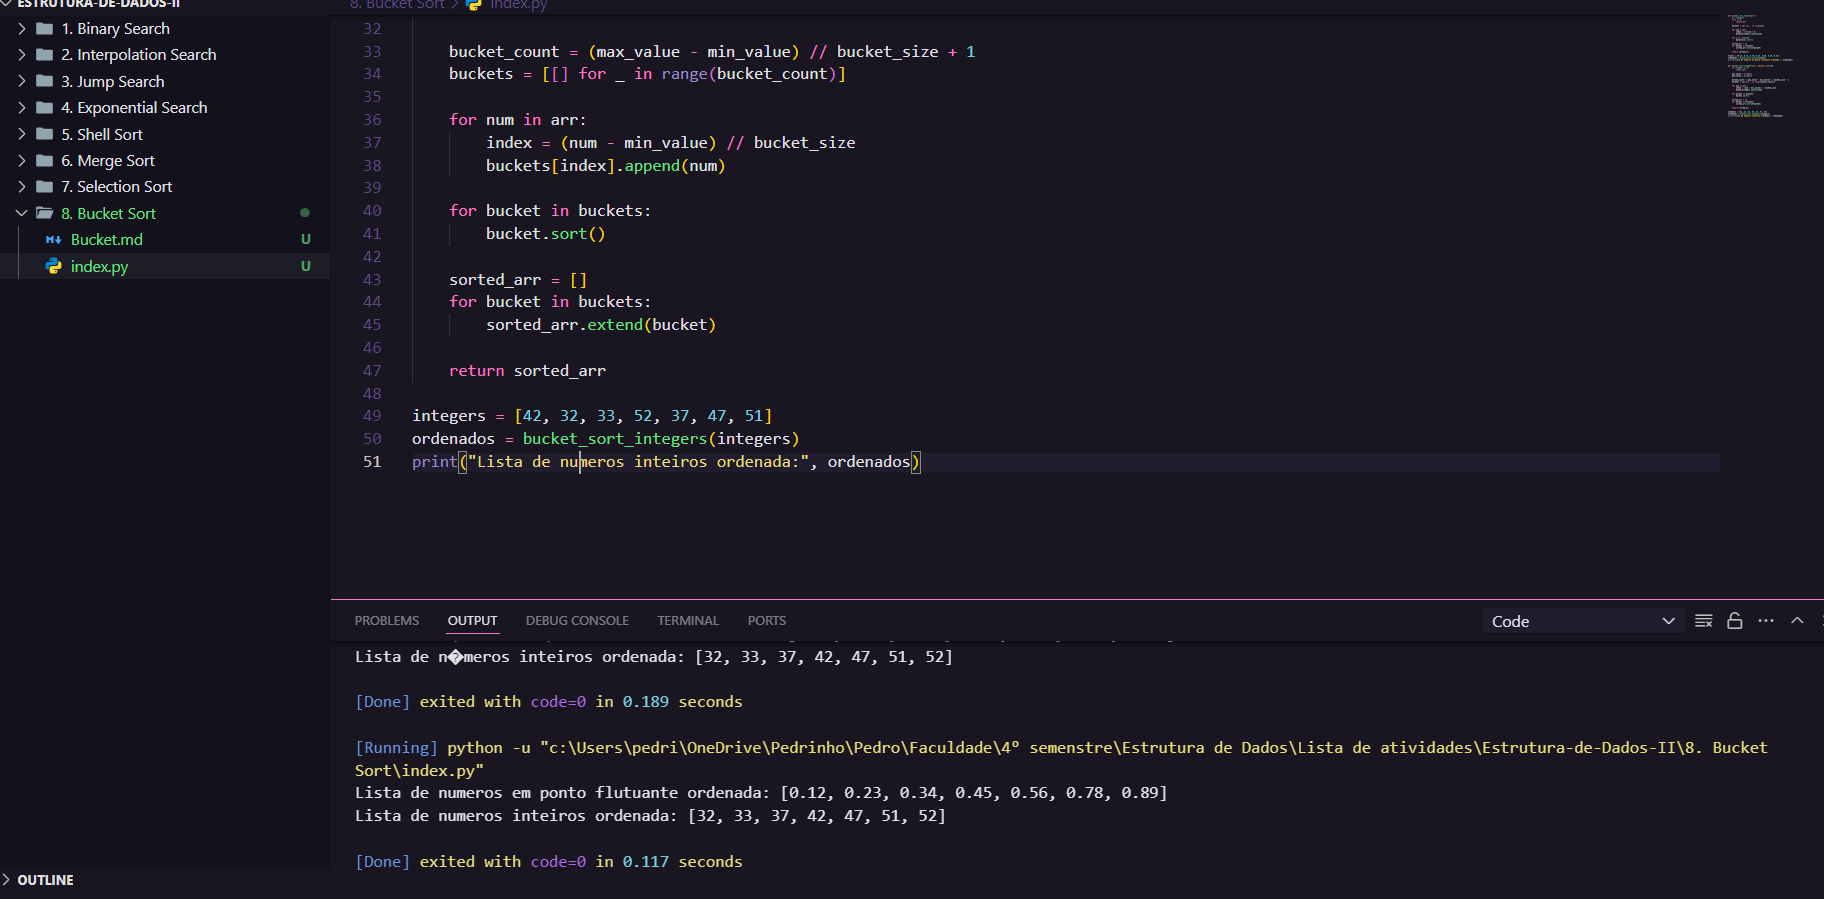 ESTRUTURA-DE-DADOS-II
1. Binary Search
2. Interpolation Search
3. Jump Search
4. Exponential Search
5. Shell Sort
6. Merge Sort
7. Selection Sort
8. Bucket Sort
Bucket.md U
index.py U
OUTLINE
8. Bucket Sort > index.py
32
33 bucket_count = (max_value - min_value) // bucket_size + 1
34 buckets = [[] for _ in range(bucket_count)]
35
36 for num in arr:
37 index = (num - min_value) // bucket_size
38 buckets[index].append(num)
39
40 for bucket in buckets:
41 bucket.sort()
42
43 sorted_arr = []
44 for bucket in buckets:
45 sorted_arr.extend(bucket)
46
47 return sorted_arr
48
49 integers = [42, 32, 33, 52, 37, 47, 51]
50 ordenados = bucket_sort_integers(integers)
51 print("Lista de numeros inteiros ordenada:", ordenados)
PROBLEMS OUTPUT DEBUG CONSOLE TERMINAL PORTS Code
Lista de n�meros inteiros ordenada: [32, 33, 37, 42, 47, 51, 52]
[Done] exited with code=0 in 0.189 seconds
[Running] python -u "c:\Users\pedri\OneDrive\Pedrinho\Pedro\Faculdade\4º semenstre\Estrutura de Dados\Lista de atividades\Estrutura-de-Dados-II\8. Bucket
Sort\index.py"
Lista de numeros em ponto flutuante ordenada: [0.12, 0.23, 0.34, 0.45, 0.56, 0.78, 0.89]
Lista de numeros inteiros ordenada: [32, 33, 37, 42, 47, 51, 52]
[Done] exited with code=0 in 0.117 seconds